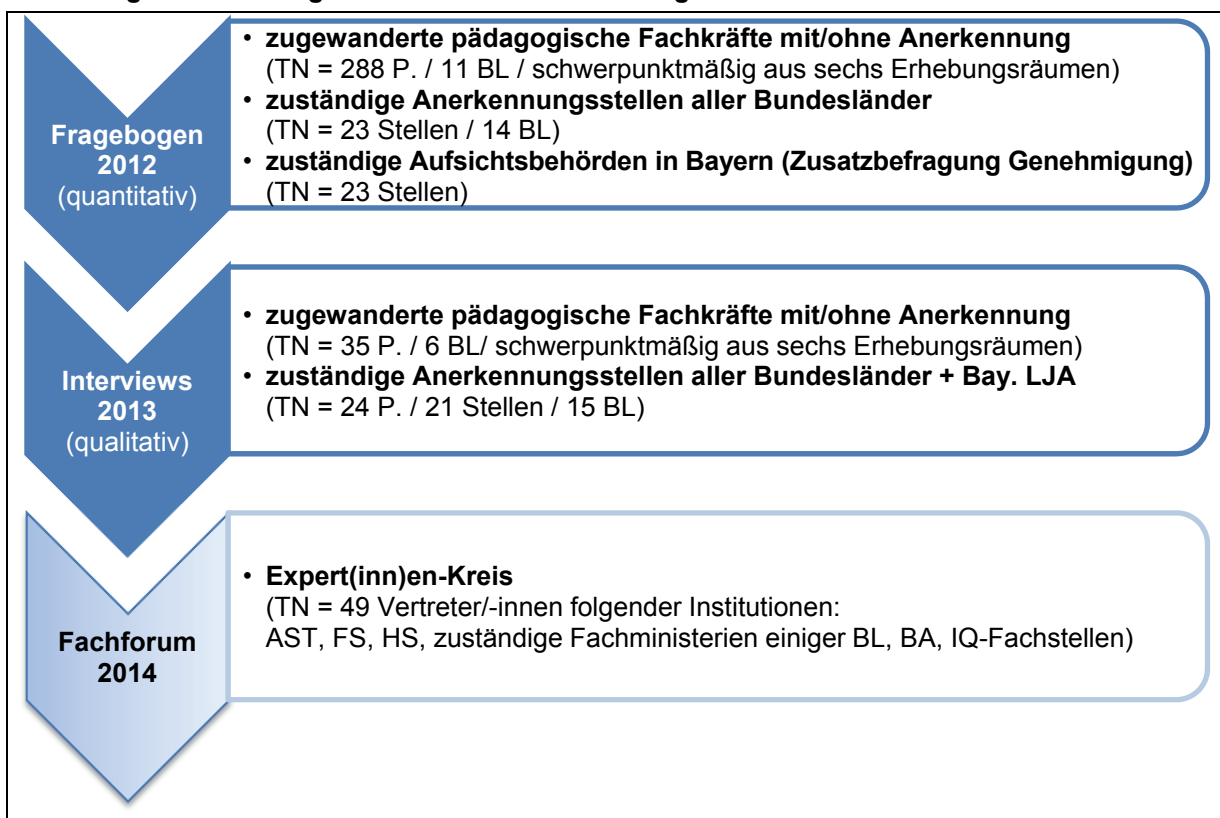 Fragebogen
2012
(quantitativ)
• zugewanderte pädagogische Fachkräfte mit/ohne Anerkennung
(TN = 288 P. / 11 BL / schwerpunktmäßig aus sechs Erhebungsräumen)
• zuständige Anerkennungsstellen aller Bundesländer
(TN = 23 Stellen / 14 BL)
• zuständige Aufsichtsbehörden in Bayern (Zusatzbefragung Genehmigung)
(TN = 23 Stellen)
Interviews
2013
(qualitativ)
• zugewanderte pädagogische Fachkräfte mit/ohne Anerkennung
(TN = 35 P. / 6 BL/ schwerpunktmäßig aus sechs Erhebungsräumen)
• zuständige Anerkennungsstellen aller Bundesländer + Bay. LJA
(TN = 24 P. / 21 Stellen / 15 BL)
Fachforum
2014
• Expert(inn)en-Kreis
(TN = 49 Vertreter/-innen folgender Institutionen:
AST, FS, HS, zuständige Fachministerien einiger BL, BA, IQ-Fachstellen)